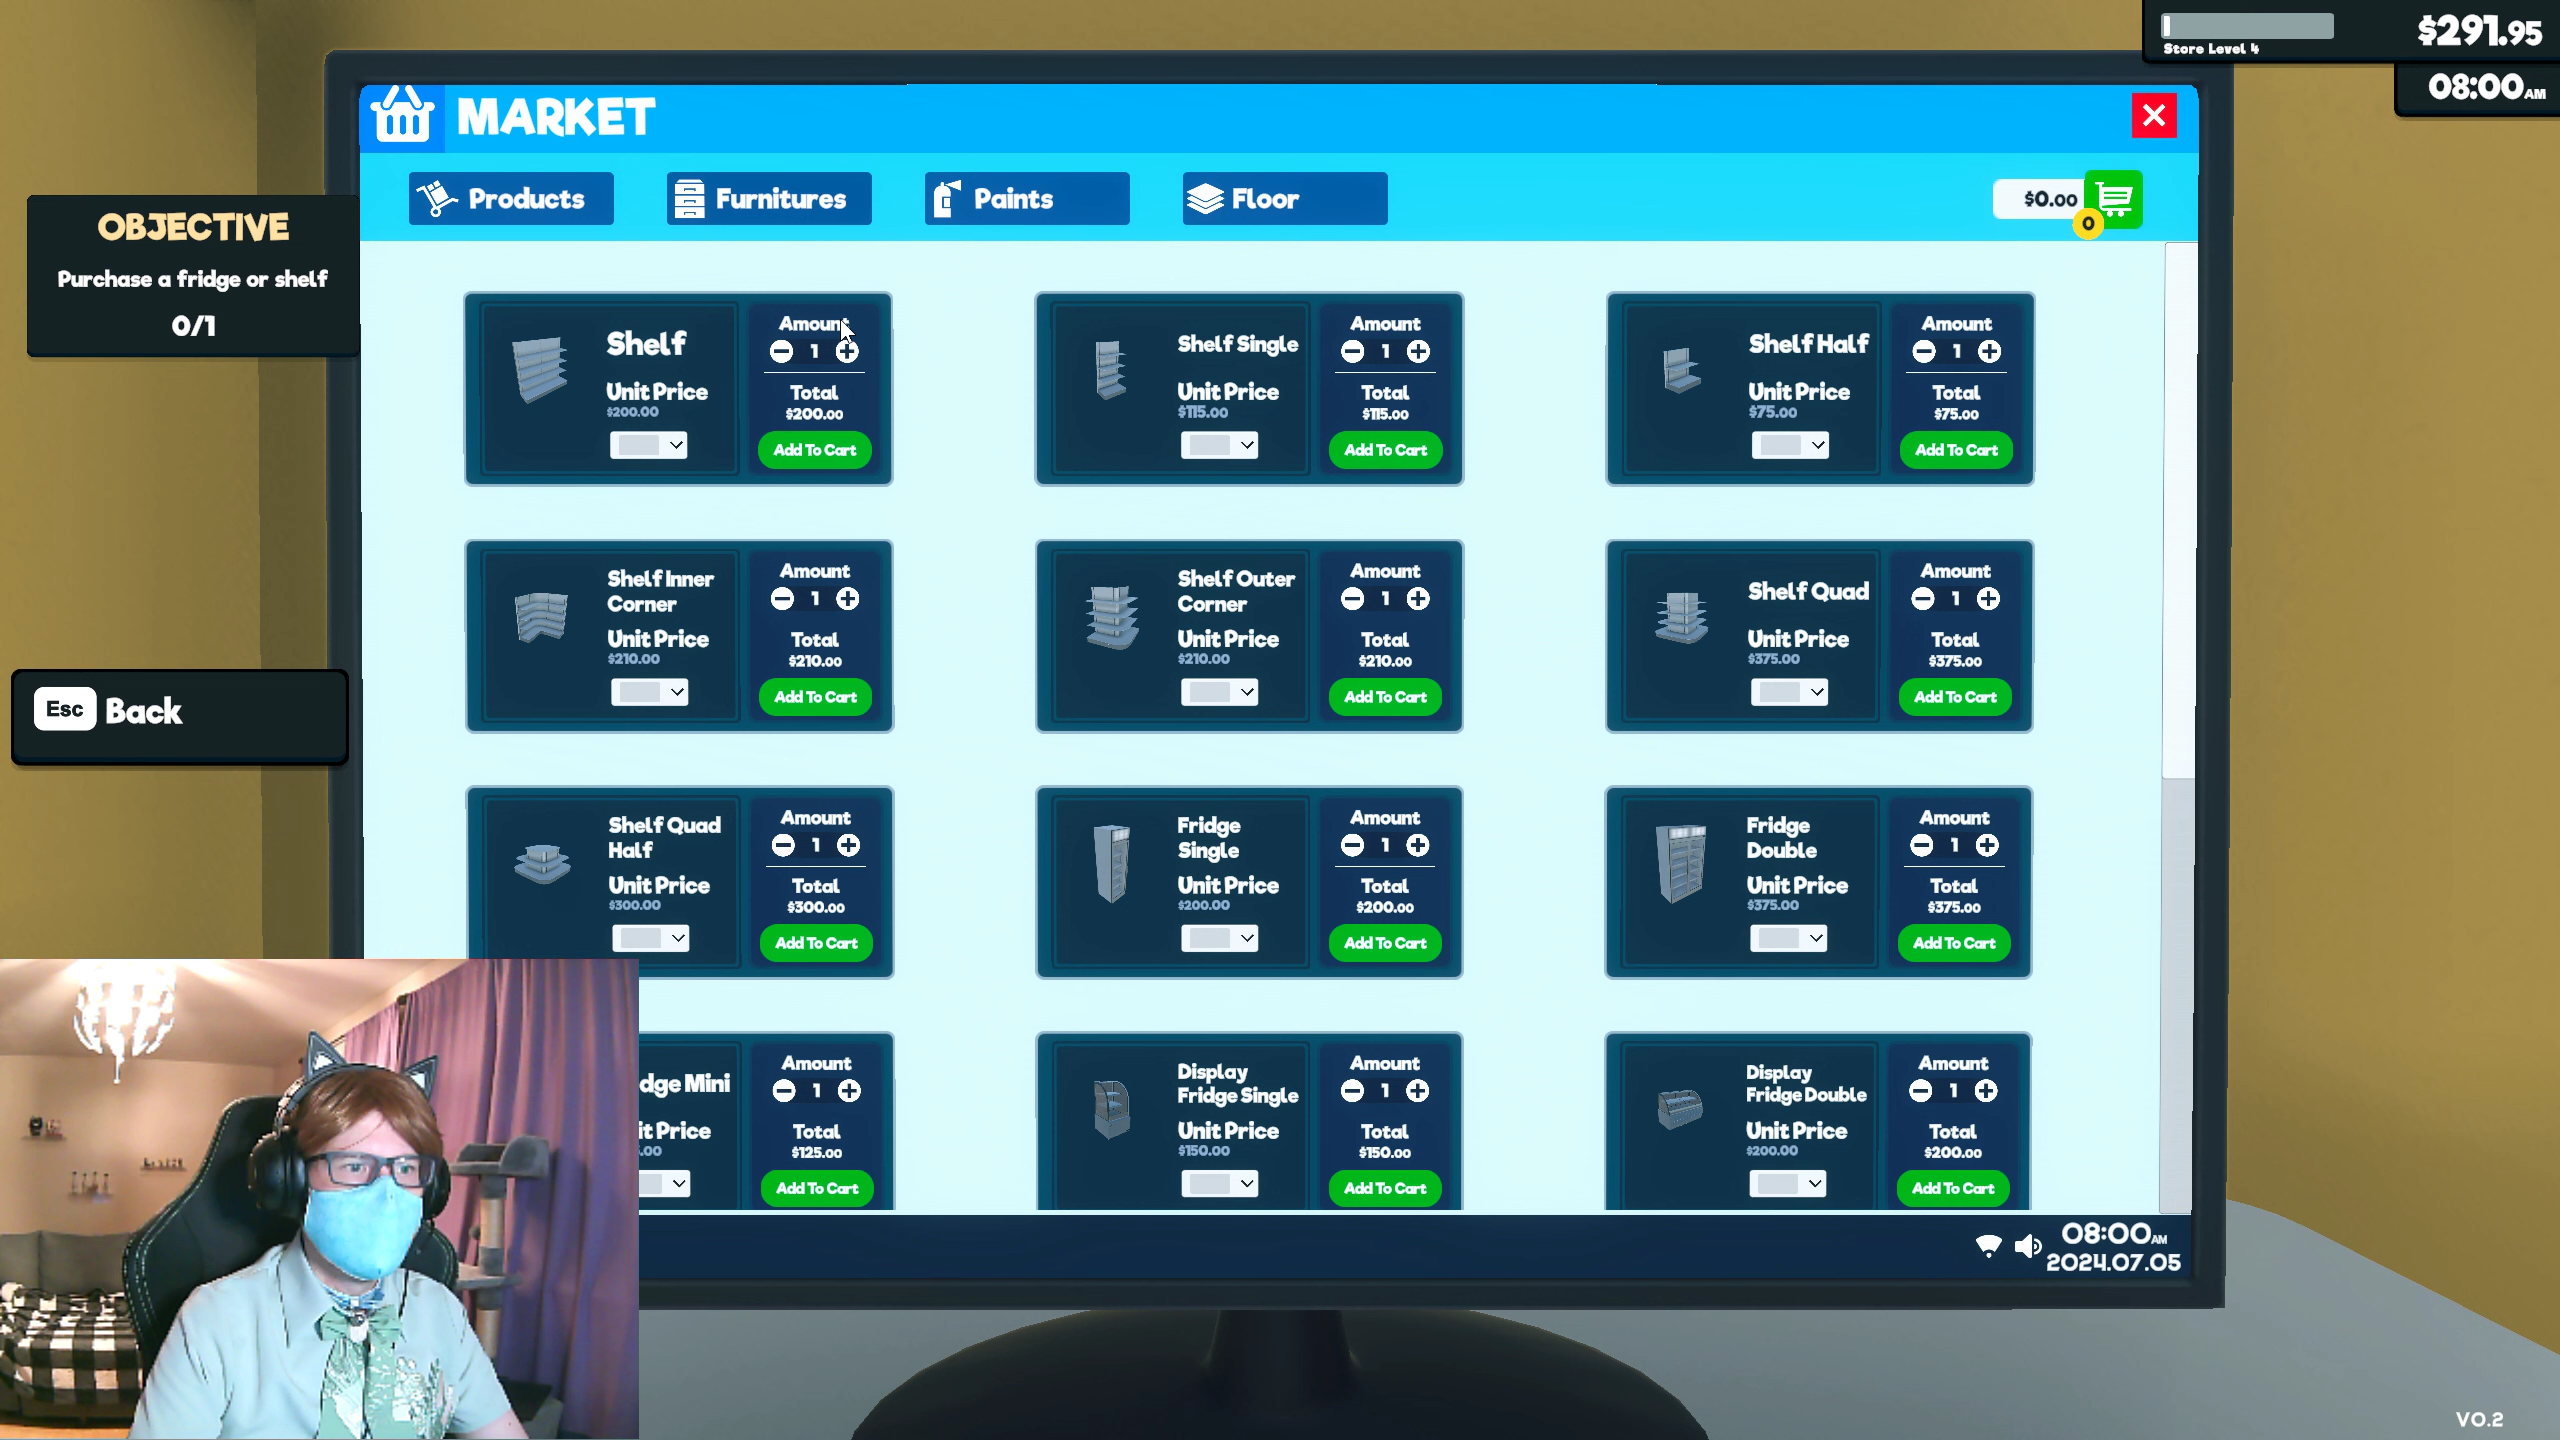 Store Level 4
$291.95
08:00AM
MARKET
Products
Furnitures
Paints
Floor
$0.00
0
OBJECTIVE
Purchase a fridge or shelf
0/1
Esc Back
Shelf
Unit Price
$200.00
Amount
1
Total
$200.00
Add To Cart
Shelf Single
Unit Price
$115.00
Amount
1
Total
$115.00
Add To Cart
Shelf Half
Unit Price
$75.00
Amount
1
Total
$75.00
Add To Cart
Shelf Inner
Corner
Unit Price
$210.00
Amount
1
Total
$210.00
Add To Cart
Shelf Outer
Corner
Unit Price
$210.00
Amount
1
Total
$210.00
Add To Cart
Shelf Quad
Unit Price
$375.00
Amount
1
Total
$375.00
Add To Cart
Shelf Quad
Half
Unit Price
$300.00
Amount
1
Total
$300.00
Add To Cart
Fridge
Single
Unit Price
$200.00
Amount
1
Total
$200.00
Add To Cart
Fridge
Double
Unit Price
$375.00
Amount
1
Total
$375.00
Add To Cart
dge Mini
it Price
.00
Amount
1
Total
$125.00
Add To Cart
Display
Fridge Single
Unit Price
$150.00
Amount
1
Total
$150.00
Add To Cart
Display
Fridge Double
Unit Price
$200.00
Amount
1
Total
$200.00
Add To Cart
08:00AM
2024.07.05
V0.2